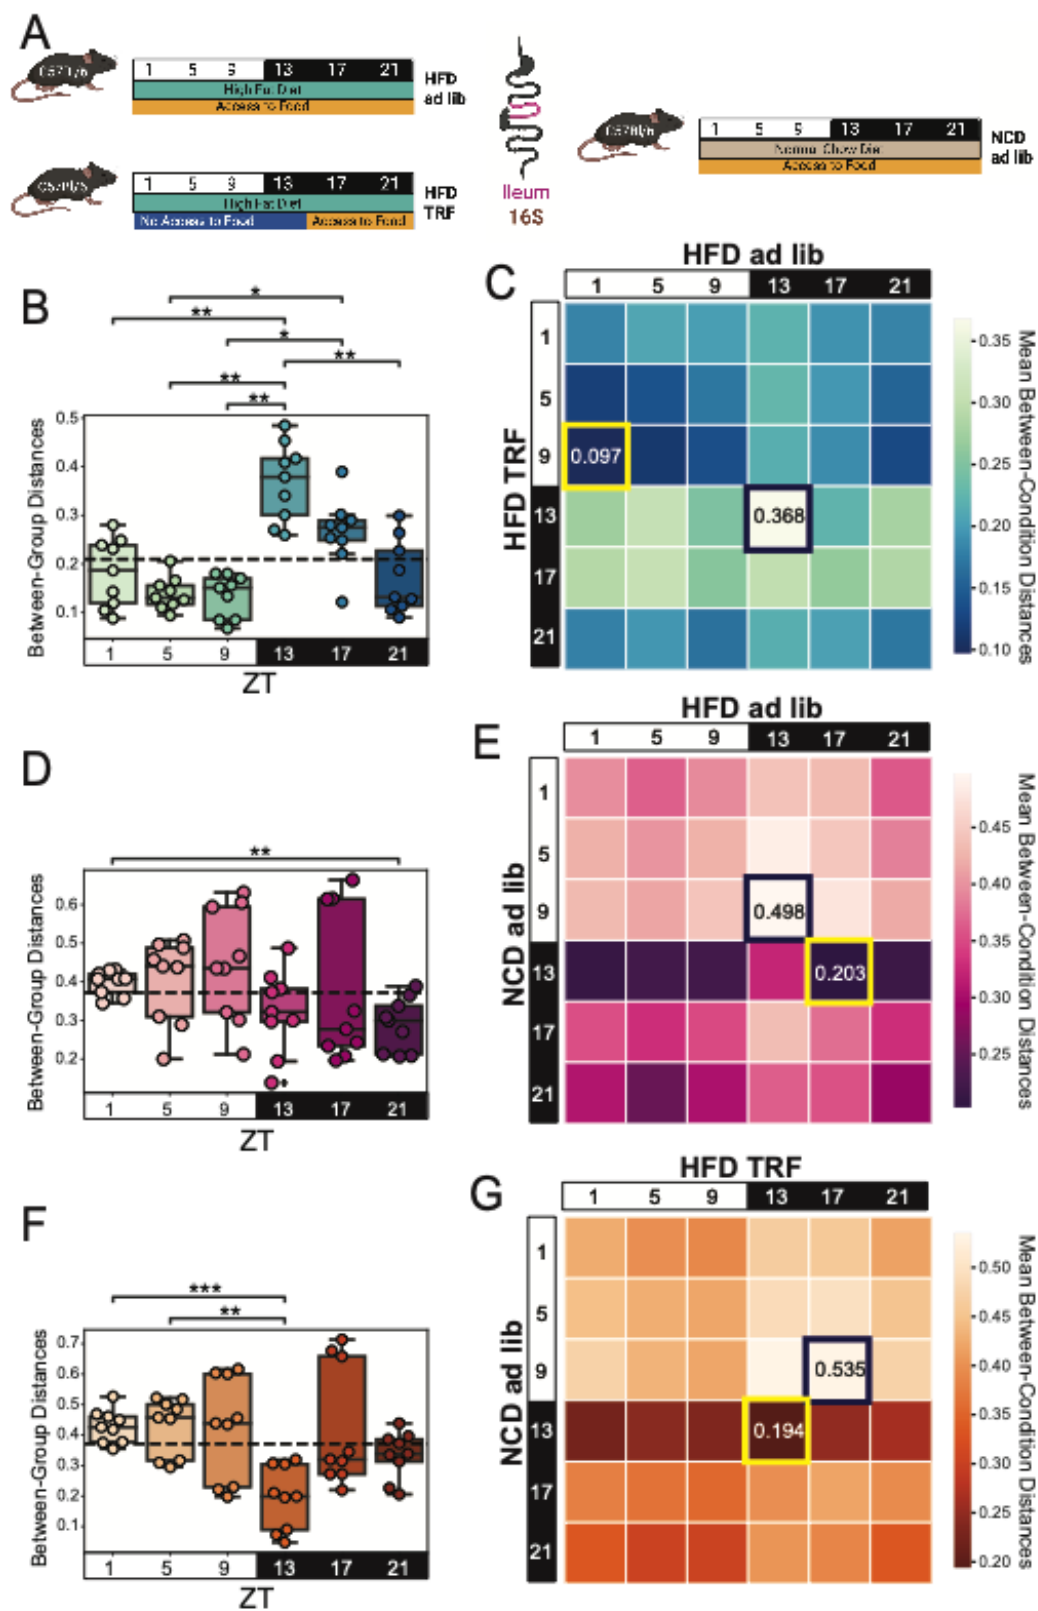 A
1 5 9 13 17 21
High Fat Diet
Access to Food
HFD
ad lib
1 5 9 13 17 21
High Fat Diet
No Access to Food Access to Food
HFD
TRF
Ileum
16S
1 5 9 13 17 21
Normal Chow Diet
Access to Food
NCD
ad lib
B
*
**
*
**
**
**
Between-Group Distances
0.5
0.4
0.3
0.2
0.1
1 5 9 13 17 21
ZT
C
HFD ad lib
1 5 9 13 17 21
HFD TRF
1
5
9
13
17
21
0.097
0.368
0.35
0.30
0.25
0.20
0.15
0.10
Mean Between-Condition Distances
D
**
Between-Group Distances
0.6
0.5
0.4
0.3
0.2
1 5 9 13 17 21
ZT
E
HFD ad lib
1 5 9 13 17 21
NCD ad lib
1
5
9
13
17
21
0.498
0.203
0.45
0.40
0.35
0.30
0.25
Mean Between-Condition Distances
F
***
**
Between-Group Distances
0.7
0.6
0.5
0.4
0.3
0.2
0.1
1 5 9 13 17 21
ZT
G
HFD TRF
1 5 9 13 17 21
NCD ad lib
1
5
9
13
17
21
0.535
0.194
0.50
0.45
0.40
0.35
0.30
0.25
0.20
Mean Between-Condition Distances